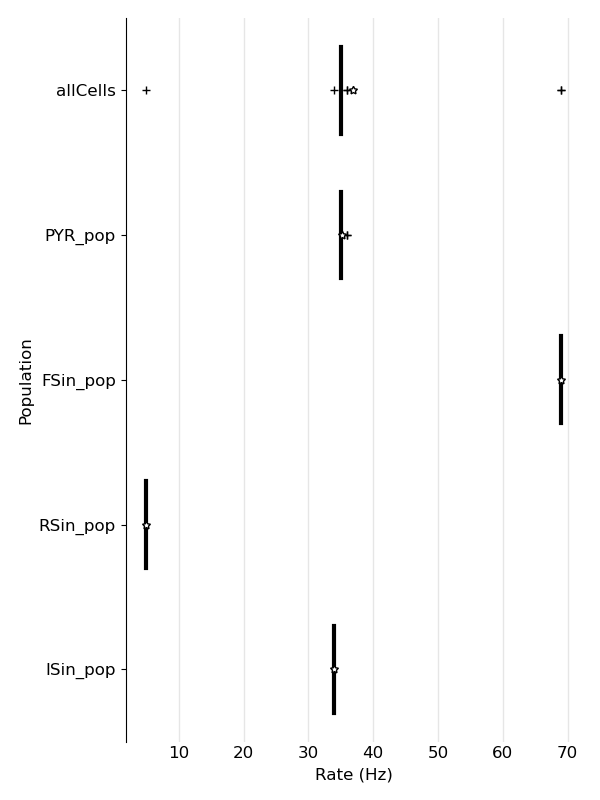 allCells
PYR_pop
FSin_pop
RSin_pop
ISin_pop
Population
10 20 30 40 50 60 70
Rate (Hz)